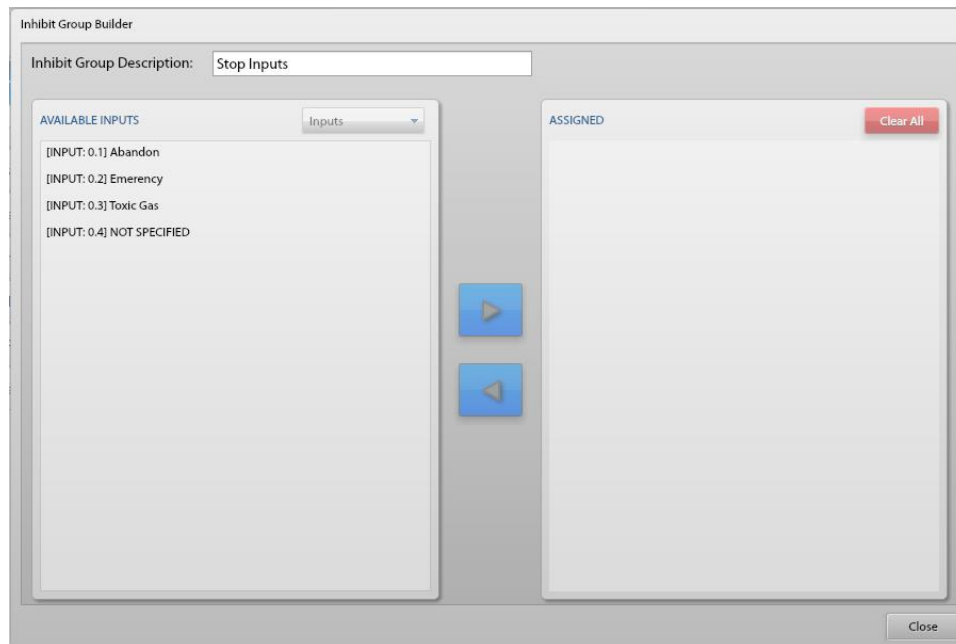 Inhibit Group Builder
Inhibit Group Description: Stop Inputs
AVAILABLE INPUTS Inputs
[INPUT: 0.1] Abandon
[INPUT: 0.2] Emerency
[INPUT: 0.3] Toxic Gas
[INPUT: 0.4] NOT SPECIFIED
ASSIGNED Clear All
Close